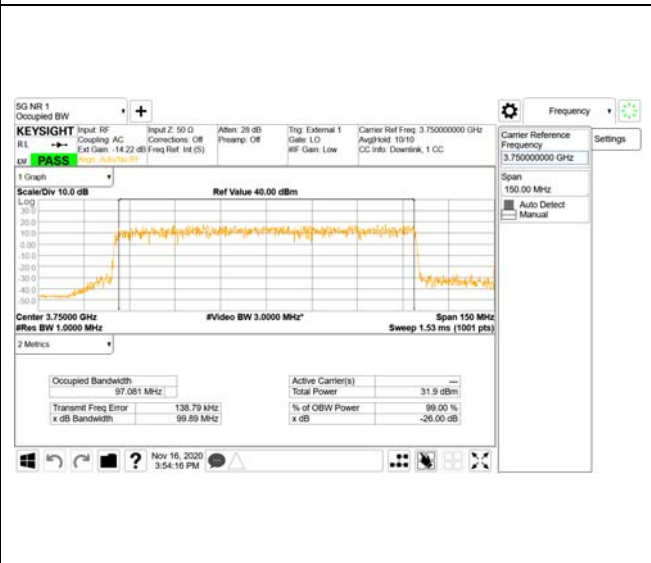 5G NR 1
Occupied BW
Frequency
KEYSIGHT
RL
PASS
Input: RF
Coupling: AC
Ext Gain: -14.22 dB
Align: Auto/No RF
Input Z: 50 Ω
Corrections: Off
Freq Ref: Int (S)
Atten: 28 dB
Preamp: Off
Trig: External 1
Gate: LO
#IF Gain: Low
Carrier Ref Freq: 3.750000000 GHz
Avg|Hold: 10/10
CC Info: Downlink, 1 CC
Carrier Reference
Frequency
3.750000000 GHz
Settings
Span
150.00 MHz
Auto Detect
Manual
1 Graph
Scale/Div 10.0 dB
Ref Value 40.00 dBm
Log
30.0
20.0
10.0
0.00
-10.0
-20.0
-30.0
-40.0
-50.0
Center 3.75000 GHz
#Video BW 3.0000 MHz*
Span 150 MHz
#Res BW 1.0000 MHz
Sweep 1.53 ms (1001 pts)
2 Metrics
Occupied Bandwidth
97.081 MHz
Transmit Freq Error 138.79 kHz
x dB Bandwidth 99.89 MHz
Active Carrier(s) ---
Total Power 31.9 dBm
% of OBW Power 99.00 %
x dB -26.00 dB
Nov 16, 2020
3:54:16 PM